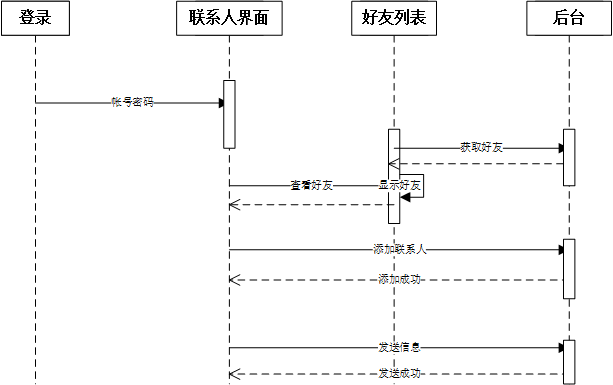 登录
联系人界面
好友列表
后台
帐号密码
获取好友
查看好友
显示好友
添加联系人
添加成功
发送信息
发送成功